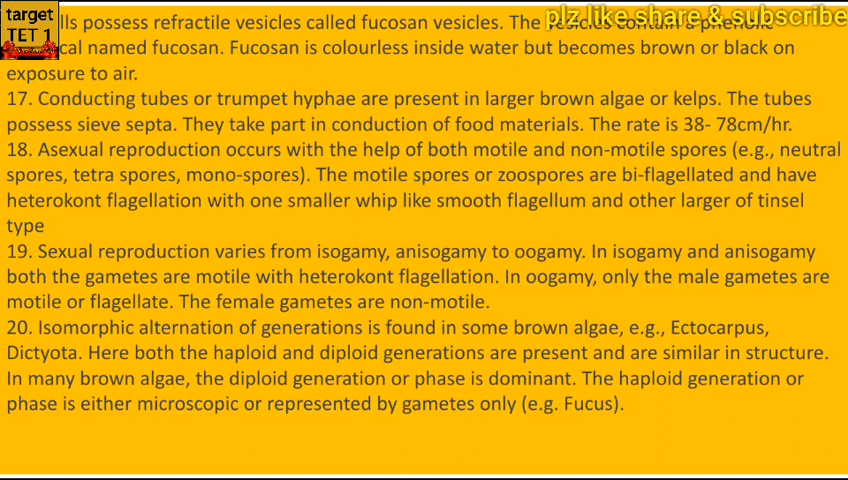 target
TET 1
plz like share & subscribe
lls possess refractile vesicles called fucosan vesicles. The vesicles contain a phenolic
cal named fucosan. Fucosan is colourless inside water but becomes brown or black on
exposure to air.
17. Conducting tubes or trumpet hyphae are present in larger brown algae or kelps. The tubes
possess sieve septa. They take part in conduction of food materials. The rate is 38- 78cm/hr.
18. Asexual reproduction occurs with the help of both motile and non-motile spores (e.g., neutral
spores, tetra spores, mono-spores). The motile spores or zoospores are bi-flagellated and have
heterokont flagellation with one smaller whip like smooth flagellum and other larger of tinsel
type
19. Sexual reproduction varies from isogamy, anisogamy to oogamy. In isogamy and anisogamy
both the gametes are motile with heterokont flagellation. In oogamy, only the male gametes are
motile or flagellate. The female gametes are non-motile.
20. Isomorphic alternation of generations is found in some brown algae, e.g., Ectocarpus,
Dictyota. Here both the haploid and diploid generations are present and are similar in structure.
In many brown algae, the diploid generation or phase is dominant. The haploid generation or
phase is either microscopic or represented by gametes only (e.g. Fucus).